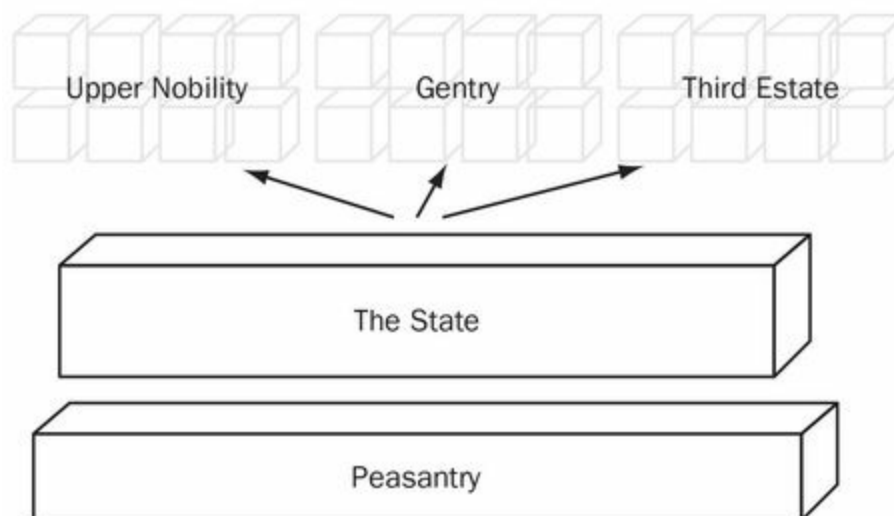 Upper Nobility
Gentry
Third Estate
The State
Peasantry